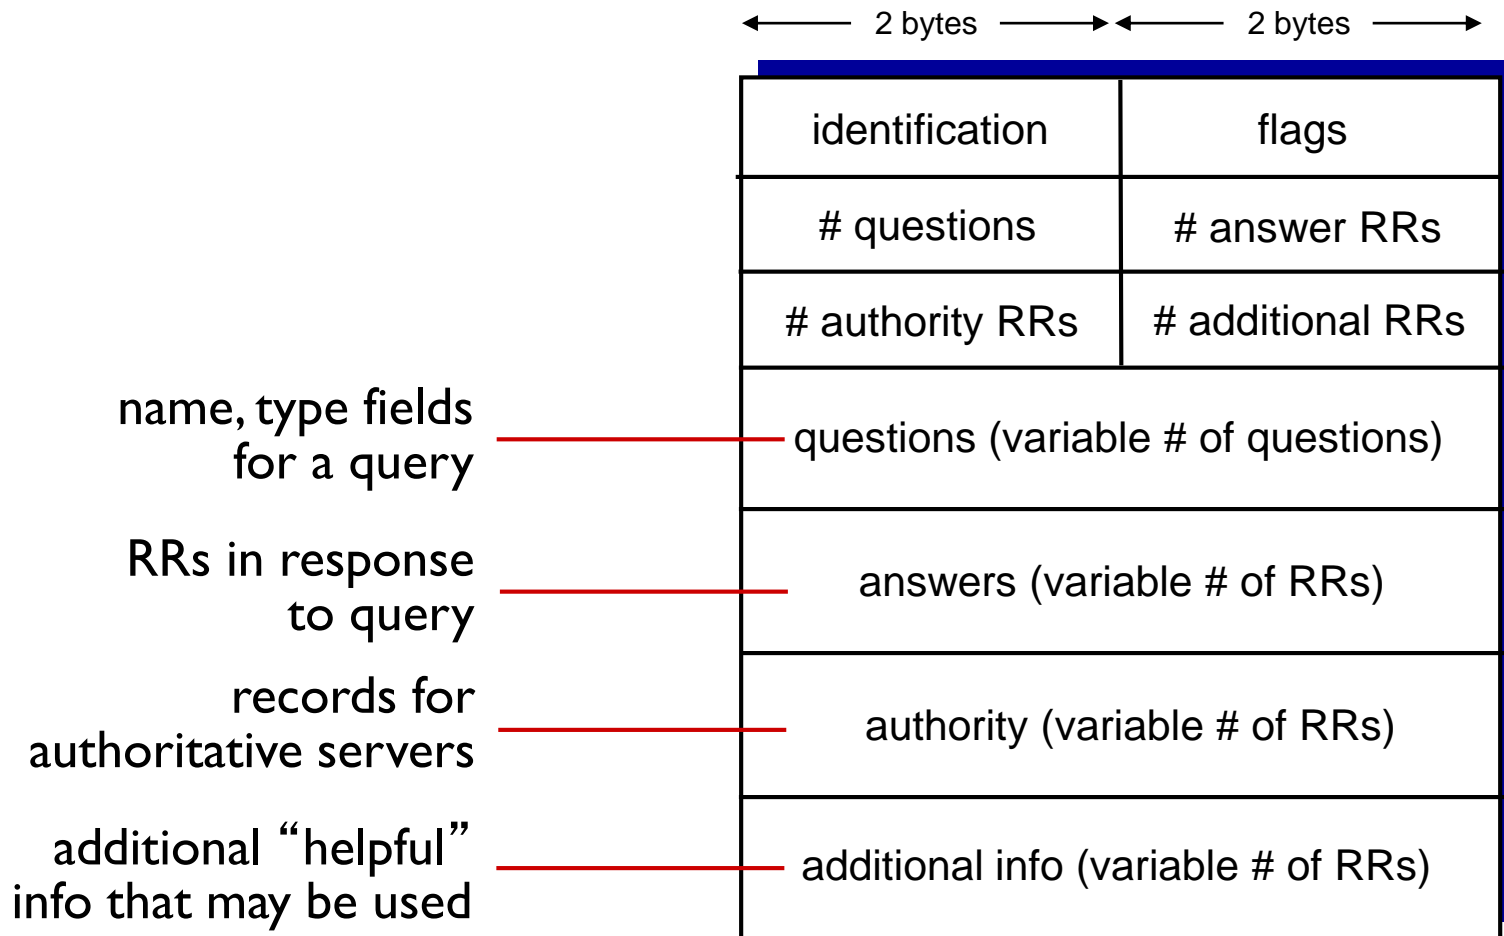 2 bytes 2 bytes
identification flags
# questions # answer RRs
# authority RRs # additional RRs
name, type fields
for a query
questions (variable # of questions)
RRs in response
to query
answers (variable # of RRs)
records for
authoritative servers
authority (variable # of RRs)
additional “helpful”
info that may be used
additional info (variable # of RRs)